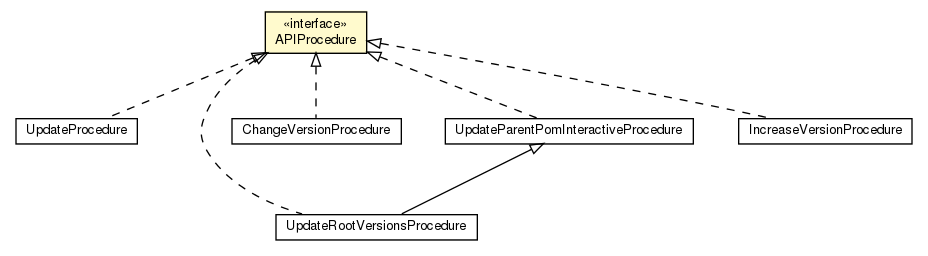 «interface»
APIProcedure
UpdateProcedure
ChangeVersionProcedure
UpdateParentPomInteractiveProcedure
IncreaseVersionProcedure
UpdateRootVersionsProcedure